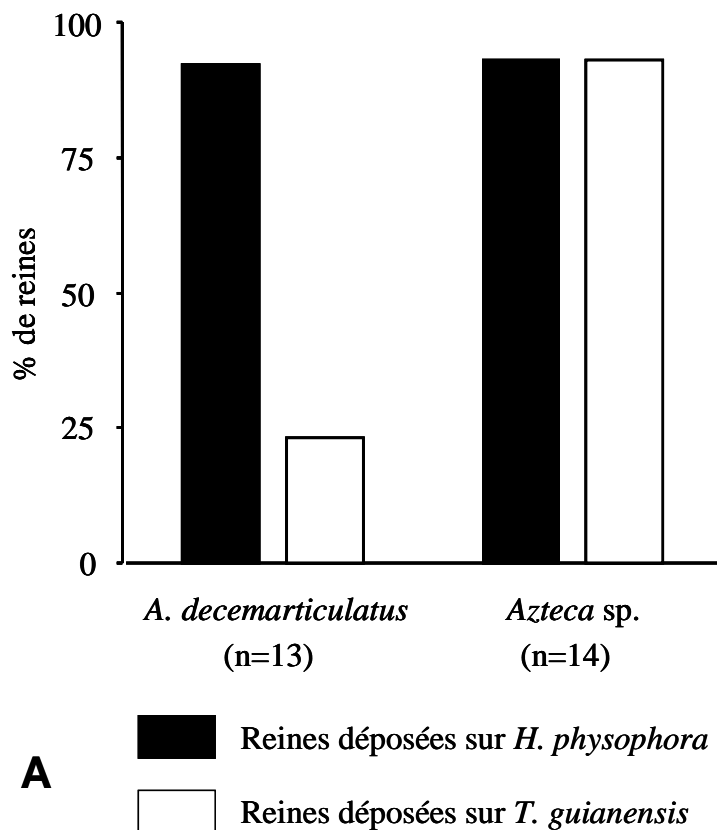 100
75
50
25
0
% de reines
A. decemarticulatus
(n=13)
Azteca sp.
(n=14)
Reines déposées sur H. physophora
A
Reines déposées sur T. guianensis